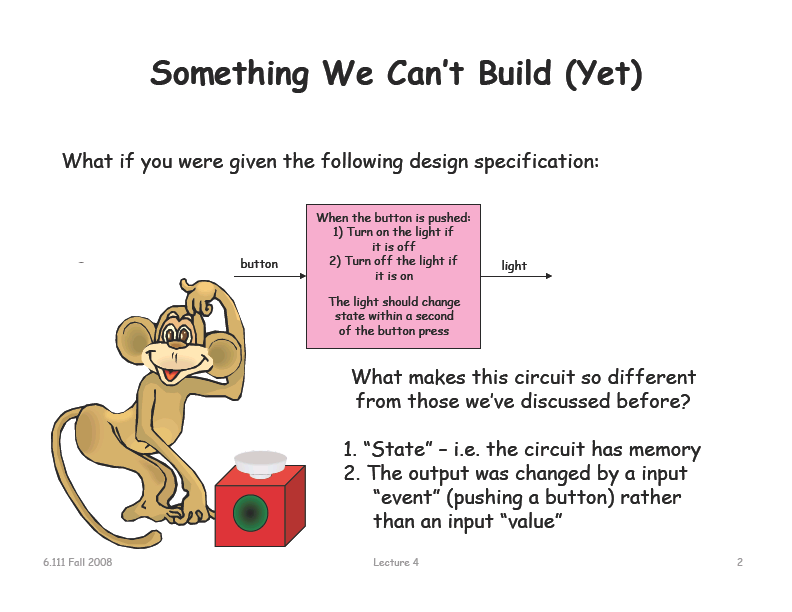 Something We Can't Build (Yet)
What if you were given the following design specification:
When the button is pushed:
1) Turn on the light if
it is off
2) Turn off the light if
it is on
The light should change
state within a second
of the button press
button
light
What makes this circuit so different
from those we've discussed before?
1. “State” – i.e. the circuit has memory
2. The output was changed by a input
“event” (pushing a button) rather
than an input “value”
6.111 Fall 2008
Lecture 4
2